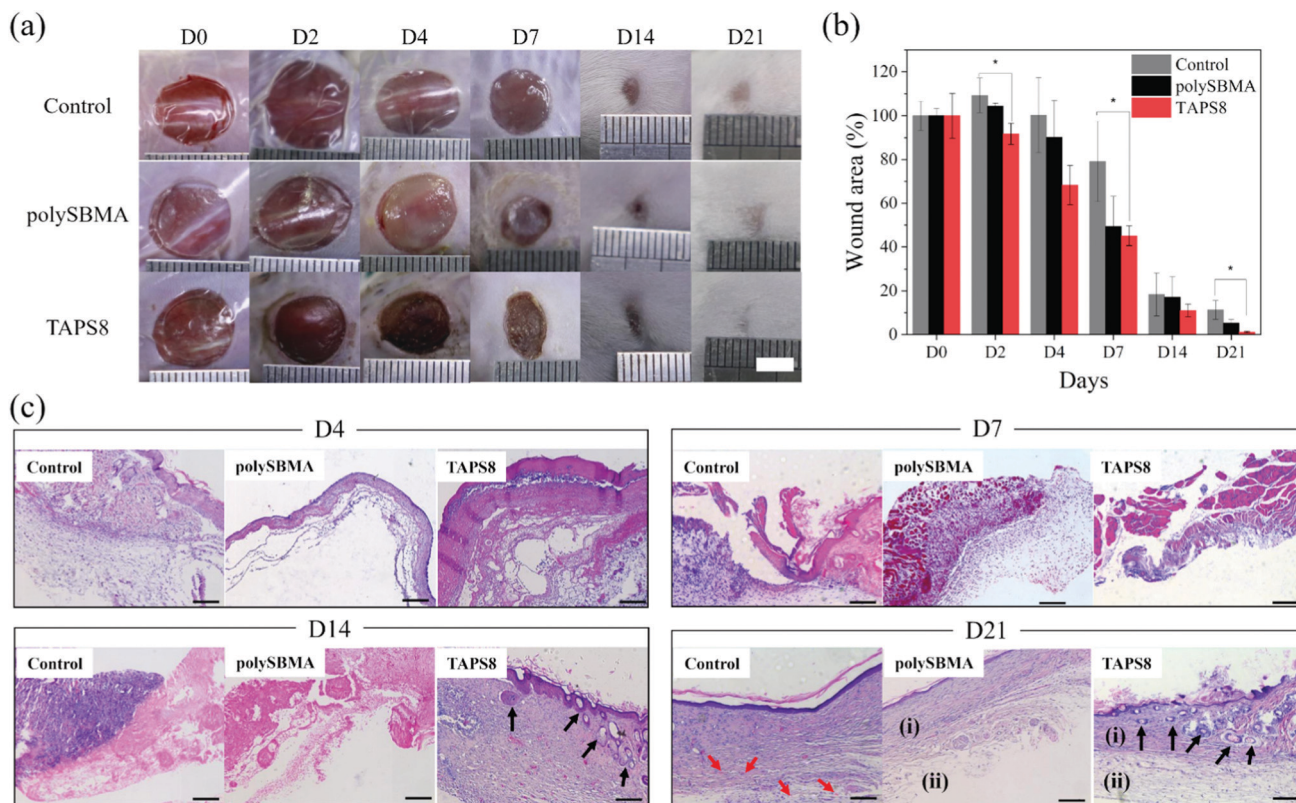 (a)
D0 D2 D4 D7 D14 D21
Control
polySBMA
TAPS8
(b)
Control
polySBMA
TAPS8
* * *
Wound area (%)
120
100
80
60
40
20
0
D0 D2 D4 D7 D14 D21
Days
(c)
D4
Control polySBMA TAPS8
D7
Control polySBMA TAPS8
D14
Control polySBMA TAPS8
D21
Control polySBMA TAPS8
(i) (i)
(ii) (ii)